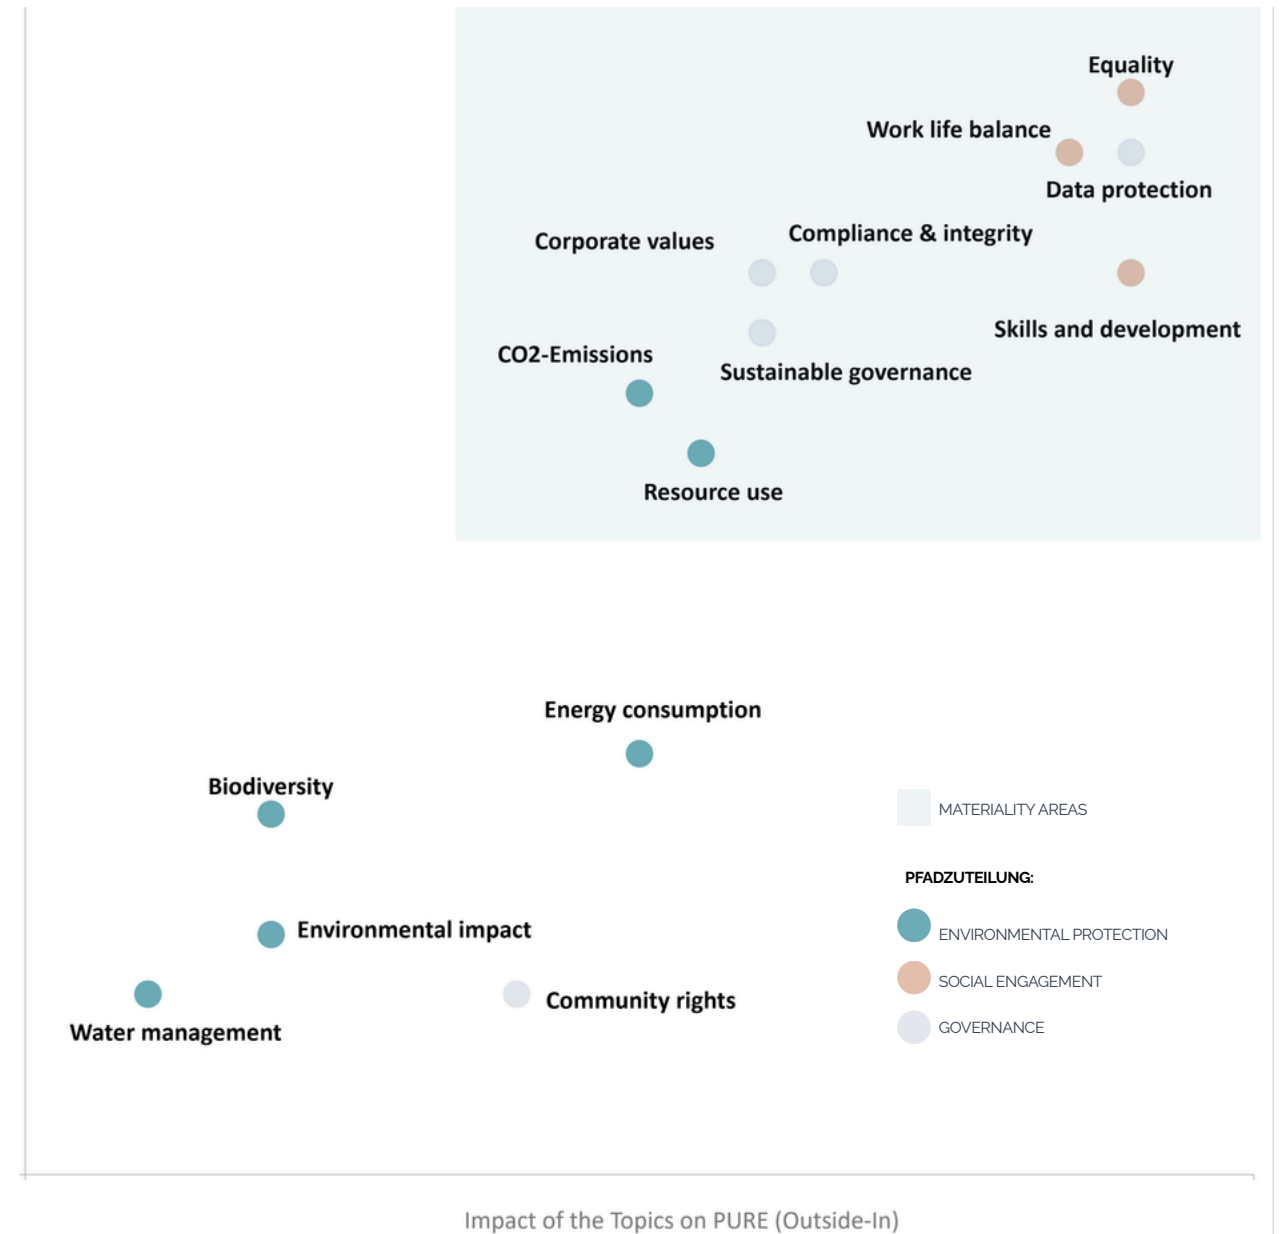 Equality
Work life balance
Data protection
Corporate values
Compliance & integrity
Skills and development
CO2-Emissions
Sustainable governance
Resource use
Energy consumption
Biodiversity
MATERIALITY AREAS
PFADZUTEILUNG:
Environmental impact
ENVIRONMENTAL PROTECTION
SOCIAL ENGAGEMENT
Community rights
Water management
GOVERNANCE
Impact of the Topics on PURE (Outside-In)